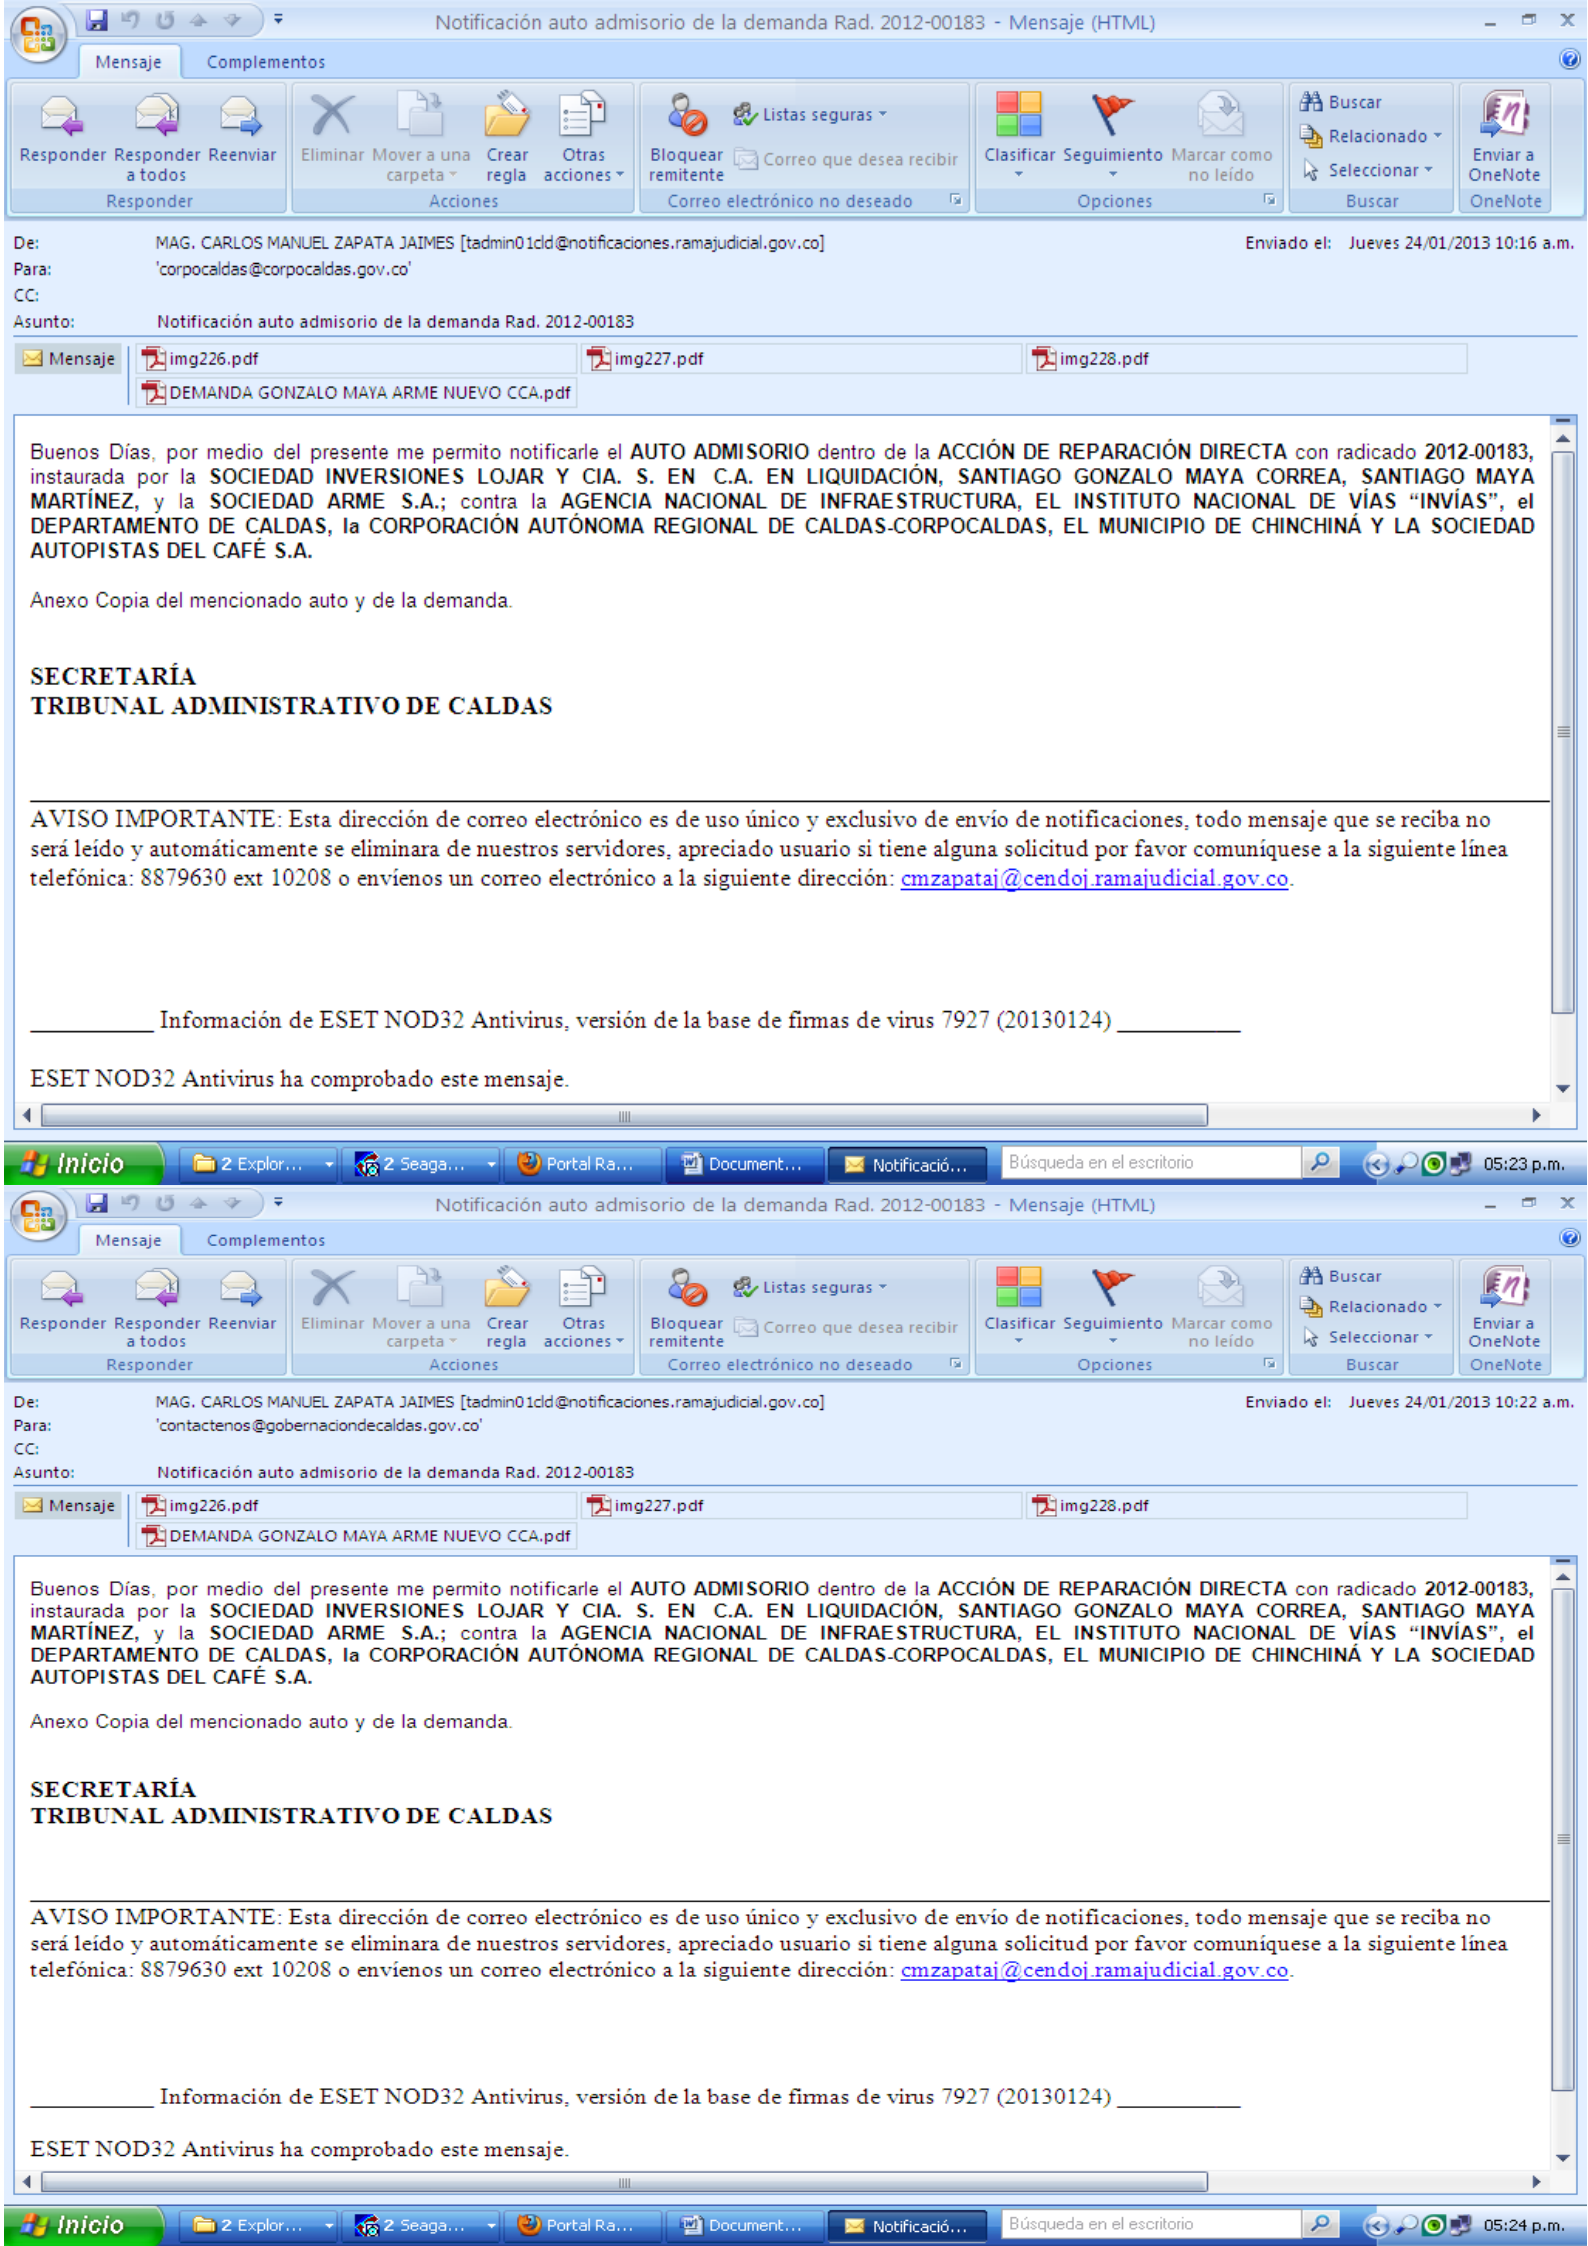 Notificación auto admisorio de la demanda Rad. 2012-00183 - Mensaje (HTML)
Mensaje Complementos
Responder Responder a todos Reenviar
Eliminar Mover a una carpeta Crear regla Otras acciones
Bloquear remitente Listas seguras Correo que desea recibir
Clasificar Seguimiento Marcar como no leído
Buscar Relacionado Seleccionar
Enviar a OneNote
Responder Acciones Correo electrónico no deseado Opciones Buscar OneNote
De: MAG. CARLOS MANUEL ZAPATA JAIMES [tadmin01cld@notificaciones.ramajudicial.gov.co] Enviado el: Jueves 24/01/2013 10:16 a.m.
Para: 'corpocaldas@corpocaldas.gov.co'
CC:
Asunto: Notificación auto admisorio de la demanda Rad. 2012-00183
Mensaje img226.pdf img227.pdf img228.pdf
DEMANDA GONZALO MAYA ARME NUEVO CCA.pdf
Buenos Días, por medio del presente me permito notificarle el AUTO ADMISORIO dentro de la ACCIÓN DE REPARACIÓN DIRECTA con radicado 2012-00183,
instaurada por la SOCIEDAD INVERSIONES LOJAR Y CIA. S. EN C.A. EN LIQUIDACIÓN, SANTIAGO GONZALO MAYA CORREA, SANTIAGO MAYA
MARTÍNEZ, y la SOCIEDAD ARME S.A.; contra la AGENCIA NACIONAL DE INFRAESTRUCTURA, EL INSTITUTO NACIONAL DE VÍAS “INVÍAS”, el
DEPARTAMENTO DE CALDAS, la CORPORACIÓN AUTÓNOMA REGIONAL DE CALDAS-CORPOCALDAS, EL MUNICIPIO DE CHINCHINÁ Y LA SOCIEDAD
AUTOPISTAS DEL CAFÉ S.A.
Anexo Copia del mencionado auto y de la demanda.
SECRETARÍA
TRIBUNAL ADMINISTRATIVO DE CALDAS
AVISO IMPORTANTE: Esta dirección de correo electrónico es de uso único y exclusivo de envío de notificaciones, todo mensaje que se reciba no
será leído y automáticamente se eliminara de nuestros servidores, apreciado usuario si tiene alguna solicitud por favor comuníquese a la siguiente línea
telefónica: 8879630 ext 10208 o envíenos un correo electrónico a la siguiente dirección: cmzapataj@cendoj.ramajudicial.gov.co.
__________ Información de ESET NOD32 Antivirus, versión de la base de firmas de virus 7927 (20130124) __________
ESET NOD32 Antivirus ha comprobado este mensaje.
Inicio 2 Explor... 2 Seaga... Portal Ra... Document... Notificació... Búsqueda en el escritorio 05:23 p.m.
Notificación auto admisorio de la demanda Rad. 2012-00183 - Mensaje (HTML)
Mensaje Complementos
Responder Responder a todos Reenviar
Eliminar Mover a una carpeta Crear regla Otras acciones
Bloquear remitente Listas seguras Correo que desea recibir
Clasificar Seguimiento Marcar como no leído
Buscar Relacionado Seleccionar
Enviar a OneNote
Responder Acciones Correo electrónico no deseado Opciones Buscar OneNote
De: MAG. CARLOS MANUEL ZAPATA JAIMES [tadmin01cld@notificaciones.ramajudicial.gov.co] Enviado el: Jueves 24/01/2013 10:22 a.m.
Para: 'contactenos@gobernaciondecaldas.gov.co'
CC:
Asunto: Notificación auto admisorio de la demanda Rad. 2012-00183
Mensaje img226.pdf img227.pdf img228.pdf
DEMANDA GONZALO MAYA ARME NUEVO CCA.pdf
Buenos Días, por medio del presente me permito notificarle el AUTO ADMISORIO dentro de la ACCIÓN DE REPARACIÓN DIRECTA con radicado 2012-00183,
instaurada por la SOCIEDAD INVERSIONES LOJAR Y CIA. S. EN C.A. EN LIQUIDACIÓN, SANTIAGO GONZALO MAYA CORREA, SANTIAGO MAYA
MARTÍNEZ, y la SOCIEDAD ARME S.A.; contra la AGENCIA NACIONAL DE INFRAESTRUCTURA, EL INSTITUTO NACIONAL DE VÍAS “INVÍAS”, el
DEPARTAMENTO DE CALDAS, la CORPORACIÓN AUTÓNOMA REGIONAL DE CALDAS-CORPOCALDAS, EL MUNICIPIO DE CHINCHINÁ Y LA SOCIEDAD
AUTOPISTAS DEL CAFÉ S.A.
Anexo Copia del mencionado auto y de la demanda.
SECRETARÍA
TRIBUNAL ADMINISTRATIVO DE CALDAS
AVISO IMPORTANTE: Esta dirección de correo electrónico es de uso único y exclusivo de envío de notificaciones, todo mensaje que se reciba no
será leído y automáticamente se eliminara de nuestros servidores, apreciado usuario si tiene alguna solicitud por favor comuníquese a la siguiente línea
telefónica: 8879630 ext 10208 o envíenos un correo electrónico a la siguiente dirección: cmzapataj@cendoj.ramajudicial.gov.co.
__________ Información de ESET NOD32 Antivirus, versión de la base de firmas de virus 7927 (20130124) __________
ESET NOD32 Antivirus ha comprobado este mensaje.
Inicio 2 Explor... 2 Seaga... Portal Ra... Document... Notificació... Búsqueda en el escritorio 05:24 p.m.